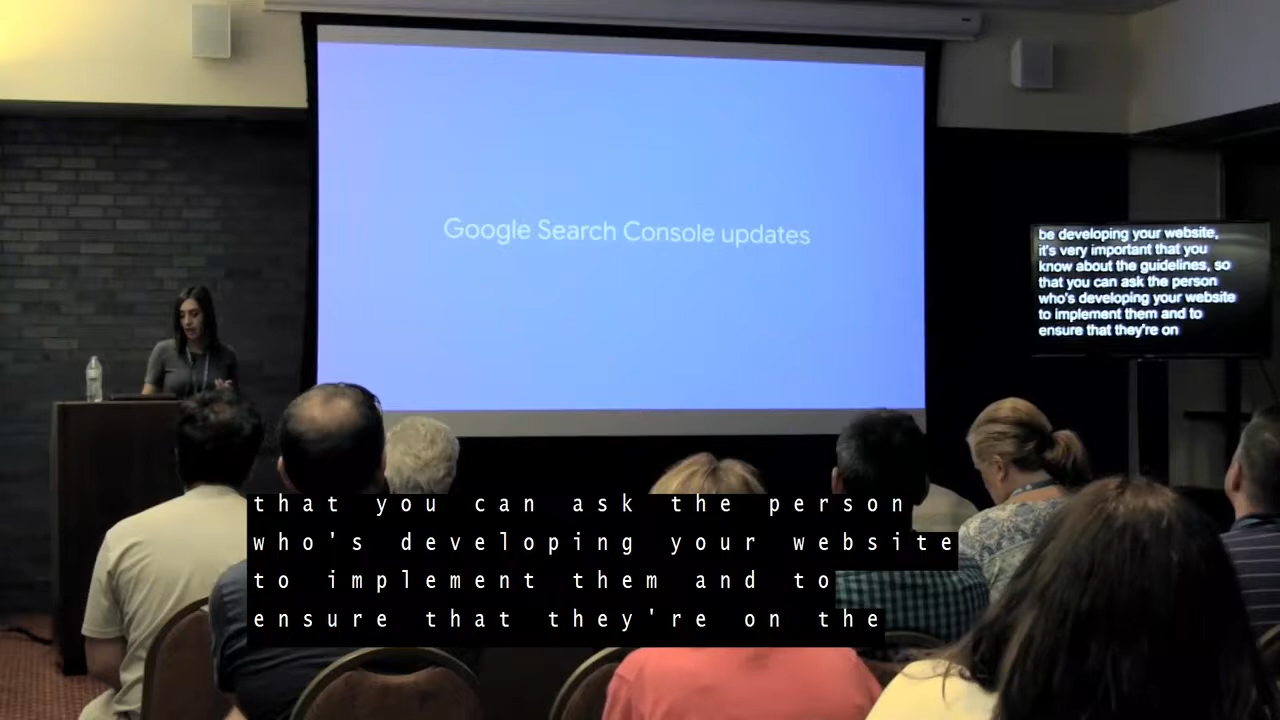 Google Search Console updates
be developing your website,
it's very important that you
know about the guidelines, so
that you can ask the person
who's developing your website
to implement them and to
ensure that they're on
that you can ask the person
who's developing your website
to implement them and to
ensure that they're on the